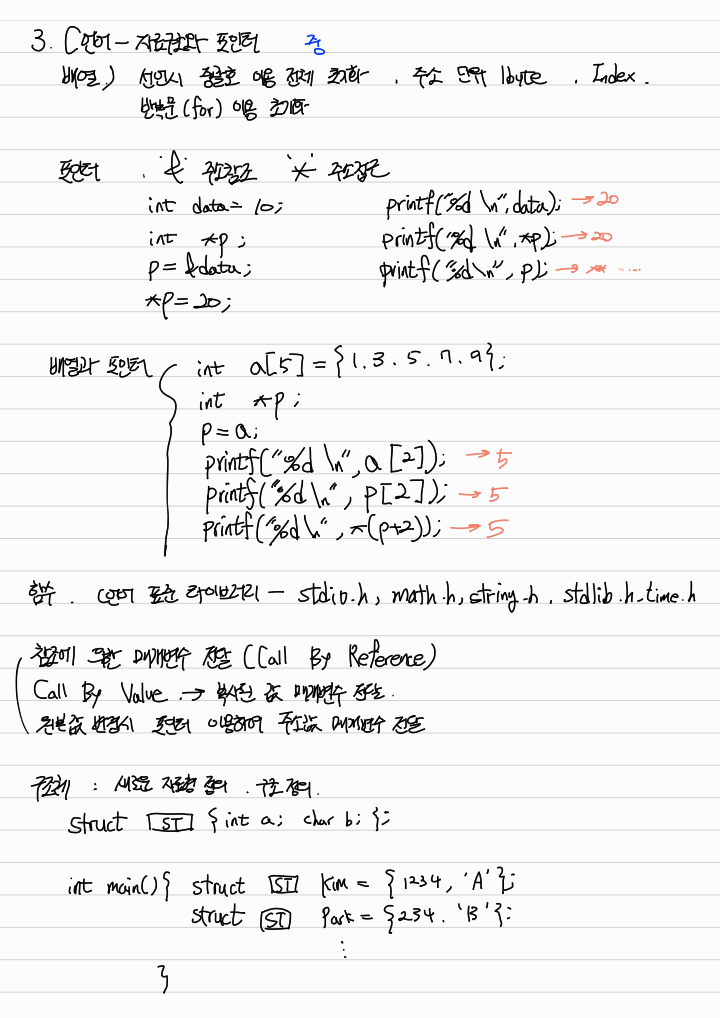 3. C언어 - 자료구조와 포인터 중
배열) 선언시 중괄호 이용 전체 초기화 . 주소 단위 1byte . Index.
반복문(for) 이용 초기화
포인터 . '&' 주소참조 '*' 주소접근
int data = 10; printf("%d \n", data); → 20
int *p ; printf("%d \n", *p); → 20
p = &data; printf("%d\n", p); → ** .....
*p = 20;
배열과 포인터 int a[5] = {1. 3. 5. 7. 9};
int *p ;
p = a;
printf("%d \n", a [2]); → 5
printf("%d \n", p[2]); → 5
printf("%d \n", *(p+2)); → 5
함수 . C언어 표준 라이브러리 - stdio.h, math.h, string.h. stdlib.h. time.h
참조에 의한 매개변수 전달 (Call By Reference)
Call By Value → 복사된 값 매개변수 전달.
원본값 변경시 포인터 이용하여 주소값 매개변수 전달
구조체 : 새로운 자료형 정의 . 구조 정의.
struct ST { int a; char b; };
int main() { struct ST Kim = { 1234, 'A' };
struct ST Park = { 234. 'B' };
⋮
}